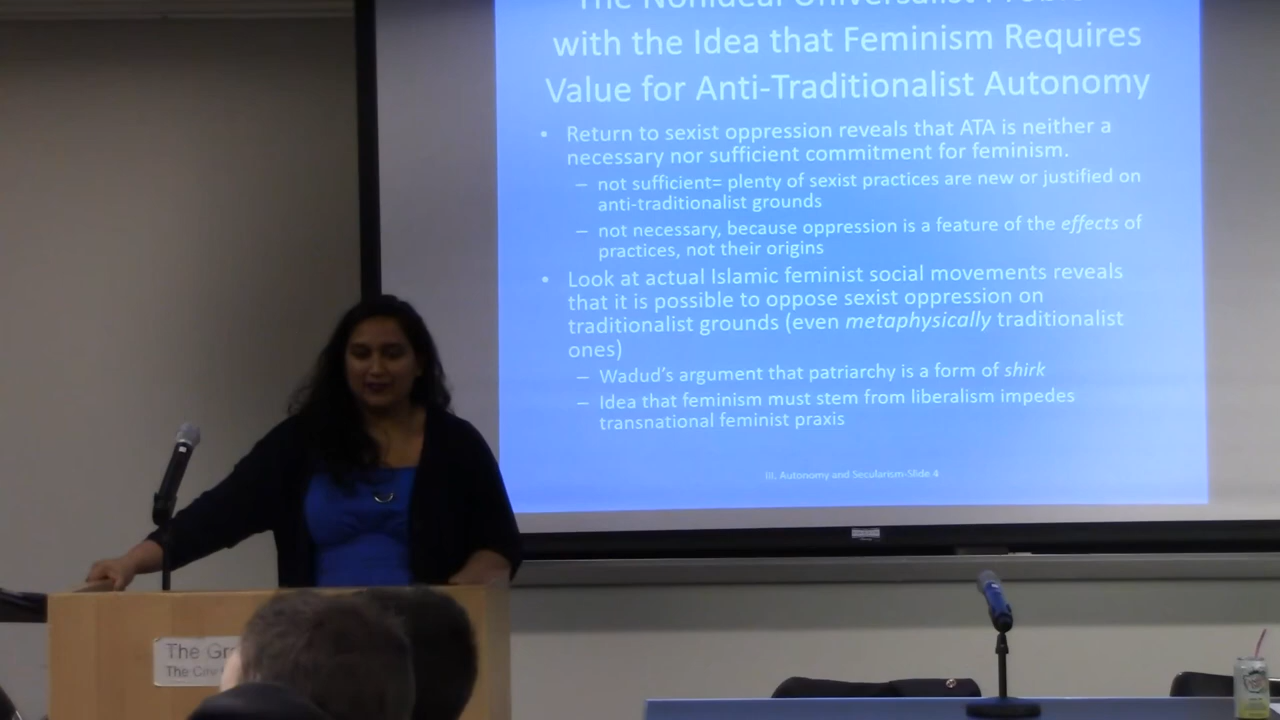 The Nonideal Universalist
with the Idea that Feminism Requires
Value for Anti-Traditionalist Autonomy
• Return to sexist oppression reveals that ATA is neither a
necessary nor sufficient commitment for feminism.
– not sufficient= plenty of sexist practices are new or justified on
anti-traditionalist grounds
– not necessary, because oppression is a feature of the effects of
practices, not their origins
• Look at actual Islamic feminist social movements reveals
that it is possible to oppose sexist oppression on
traditionalist grounds (even metaphysically traditionalist
ones)
– Wadud's argument that patriarchy is a form of shirk
– Idea that feminism must stem from liberalism impedes
transnational feminist praxis
III. Autonomy and Secularism-Slide 4
The Gr
The City